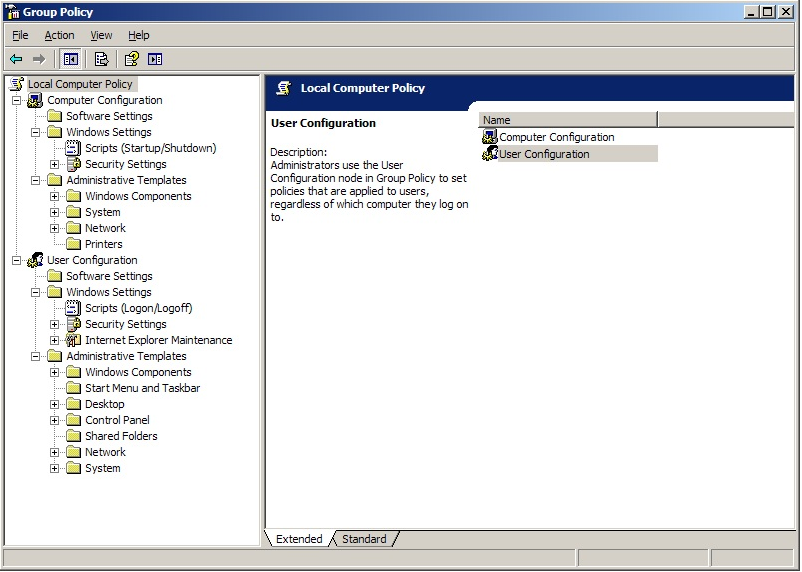 Group Policy
File Action View Help
Local Computer Policy
Computer Configuration
Software Settings
Windows Settings
Scripts (Startup/Shutdown)
Security Settings
Administrative Templates
Windows Components
System
Network
Printers
User Configuration
Software Settings
Windows Settings
Scripts (Logon/Logoff)
Security Settings
Internet Explorer Maintenance
Administrative Templates
Windows Components
Start Menu and Taskbar
Desktop
Control Panel
Shared Folders
Network
System
Local Computer Policy
User Configuration
Description:
Administrators use the User
Configuration node in Group Policy to set
policies that are applied to users,
regardless of which computer they log on
to.
Name
Computer Configuration
User Configuration
Extended Standard